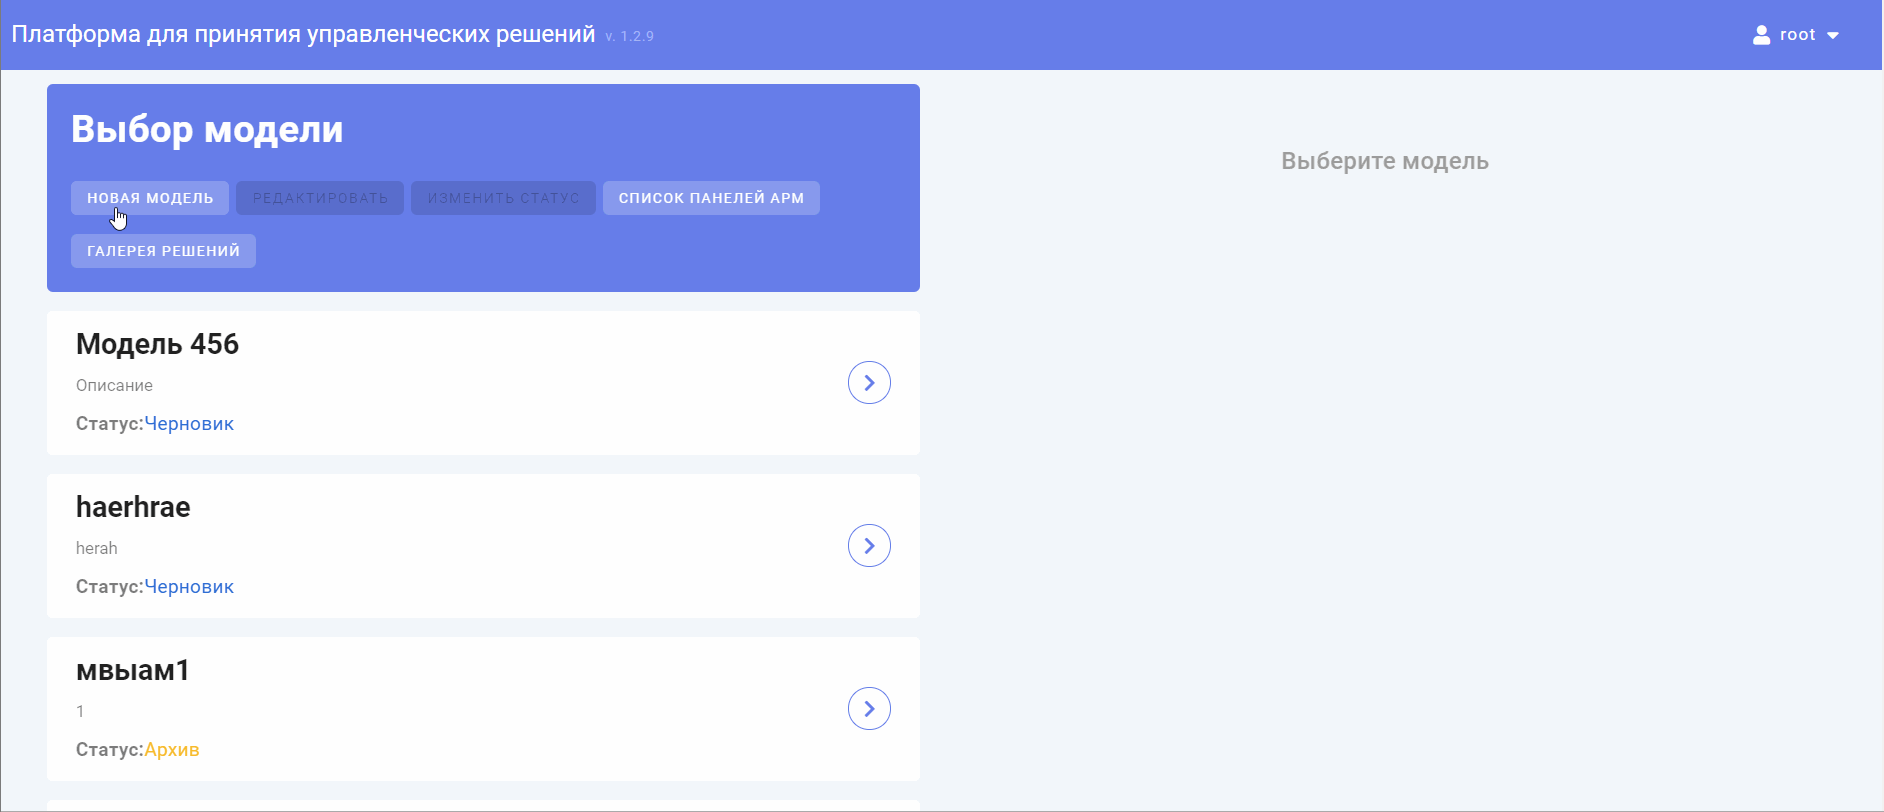 Платформа для принятия управленческих решений v. 1.2.9
root
Выбор модели
НОВАЯ МОДЕЛЬ
РЕДАКТИРОВАТЬ
ИЗМЕНИТЬ СТАТУС
СПИСОК ПАНЕЛЕЙ АРМ
ГАЛЕРЕЯ РЕШЕНИЙ
Выберите модель
Модель 456
Описание
Статус:Черновик
haerhrae
herah
Статус:Черновик
мвыам1
1
Статус:Архив